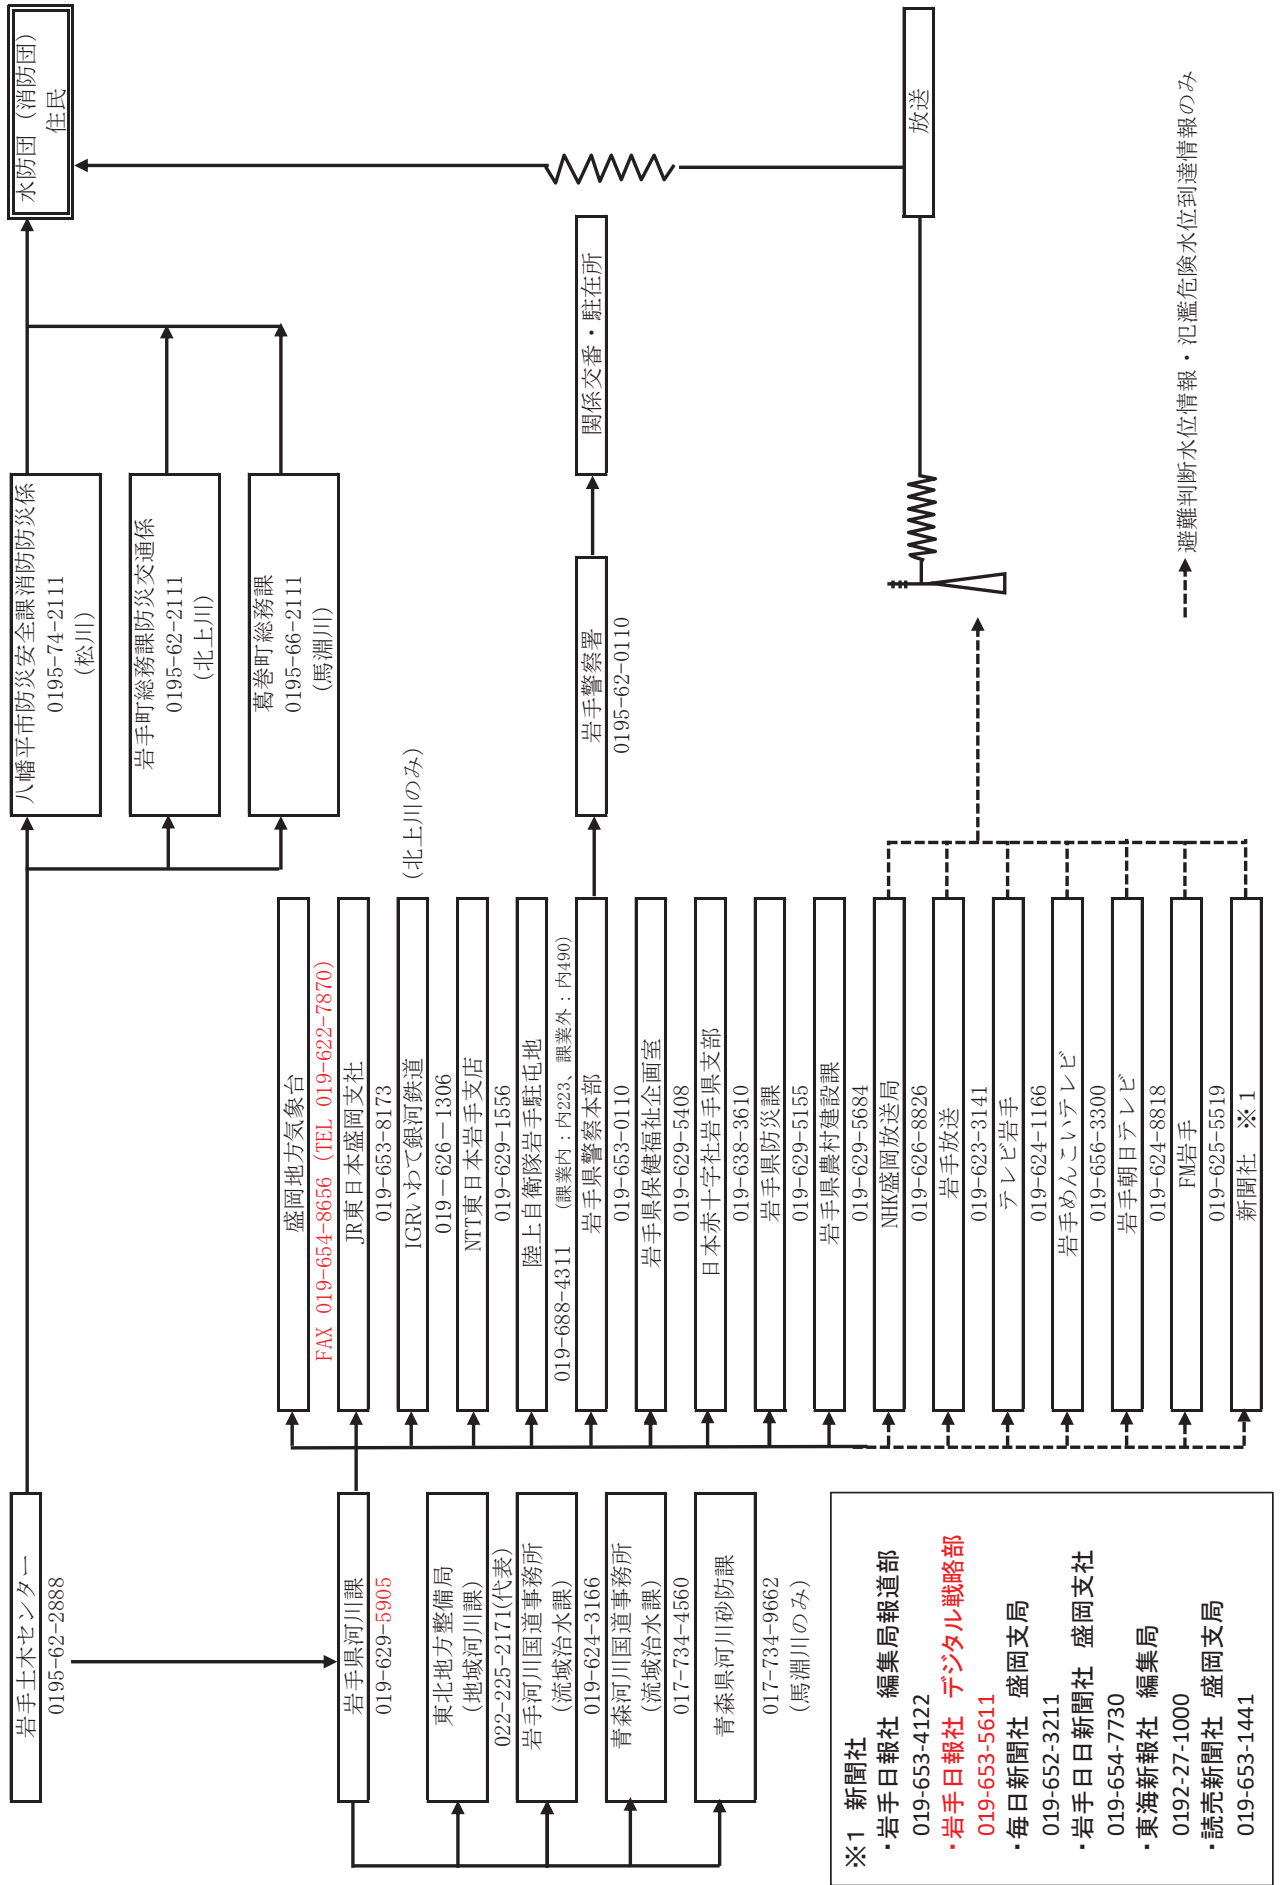 岩手土木センター
0195-62-2888
八幡平市防災安全課消防防災係
0195-74-2111
(松川)
岩手町総務課防災交通係
0195-62-2111
(北上川)
葛巻町総務課
0195-66-2111
(馬淵川)
水防団（消防団）
住民
岩手県河川課
019-629-5905
東北地方整備局
(地域河川課)
022-225-2171(代表)
岩手河川国道事務所
(流域治水課)
019-624-3166
青森河川国道事務所
(流域治水課)
017-734-4560
青森県河川砂防課
017-734-9662
(馬淵川のみ)
盛岡地方気象台
FAX 019-654-8656 (TEL 019-622-7870)
JR東日本盛岡支社
019-653-8173
IGRいわて銀河鉄道
(北上川のみ)
019－626－1306
NTT東日本岩手支店
019-629-1556
陸上自衛隊岩手駐屯地
019-688-4311 (課業内：内223、課業外：内490)
岩手県警察本部
019-653-0110
岩手警察署
0195-62-0110
関係交番・駐在所
岩手県保健福祉企画室
019-629-5408
日本赤十字社岩手県支部
019-638-3610
岩手県防災課
019-629-5155
岩手県農村建設課
019-629-5684
NHK盛岡放送局
019-626-8826
岩手放送
019-623-3141
テレビ岩手
019-624-1166
岩手めんこいテレビ
019-656-3300
岩手朝日テレビ
019-624-8818
FM岩手
019-625-5519
新聞社　※1
放送
避難判断水位情報・氾濫危険水位到達情報のみ
※1　新聞社
・岩手日報社　編集局報道部
019-653-4122
・岩手日報社　デジタル戦略部
019-653-5611
・毎日新聞社　盛岡支局
019-652-3211
・岩手日日新聞社　盛岡支社
019-654-7730
・東海新報社　編集局
0192-27-1000
・読売新聞社　盛岡支局
019-653-1441